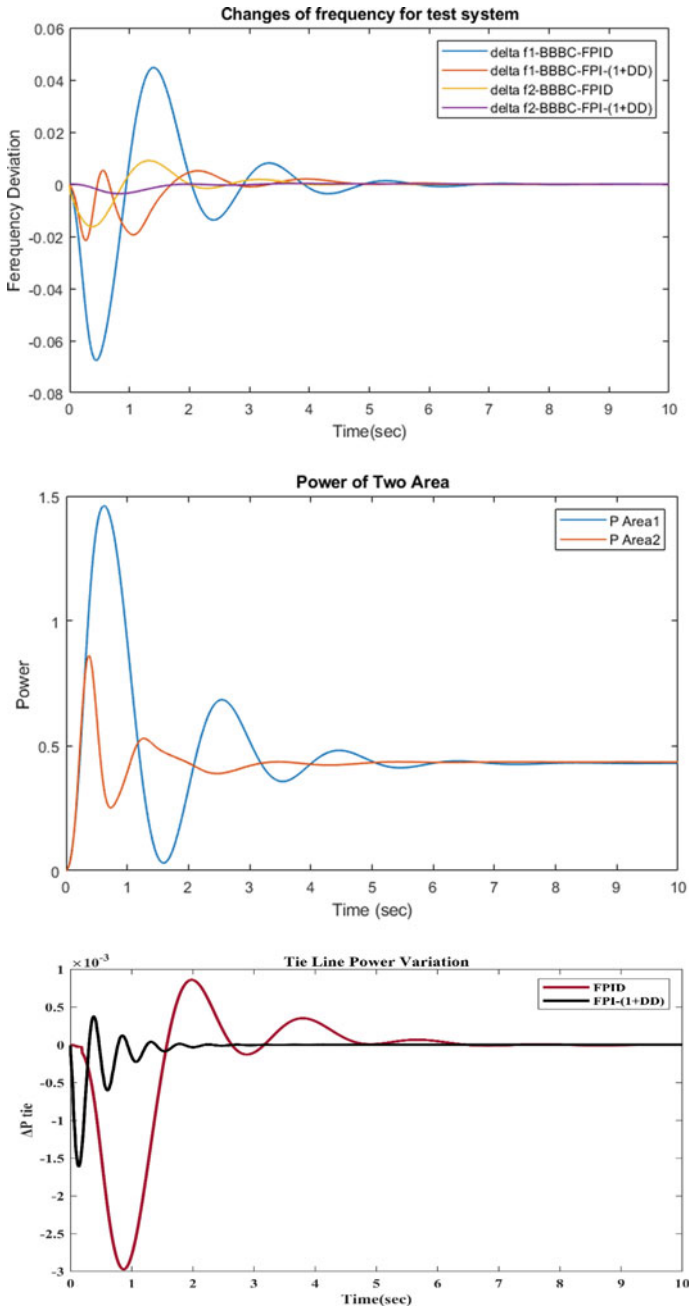 Changes of frequency for test system
delta f1-BBBC-FPID
delta f1-BBBC-FPI-(1+DD)
delta f2-BBBC-FPID
delta f2-BBBC-FPI-(1+DD)
0.06
0.04
0.02
0
-0.02
-0.04
-0.06
-0.08
Ferequency Deviation
0 1 2 3 4 5 6 7 8 9 10
Time(sec)
Power of Two Area
P Area1
P Area2
1.5
1
0.5
0
Power
0 1 2 3 4 5 6 7 8 9 10
Time (sec)
×10⁻³
Tie Line Power Variation
FPID
FPI-(1+DD)
1
0.5
0
-0.5
-1
-1.5
-2
-2.5
-3
ΔP tie
0 1 2 3 4 5 6 7 8 9 10
Time(sec)